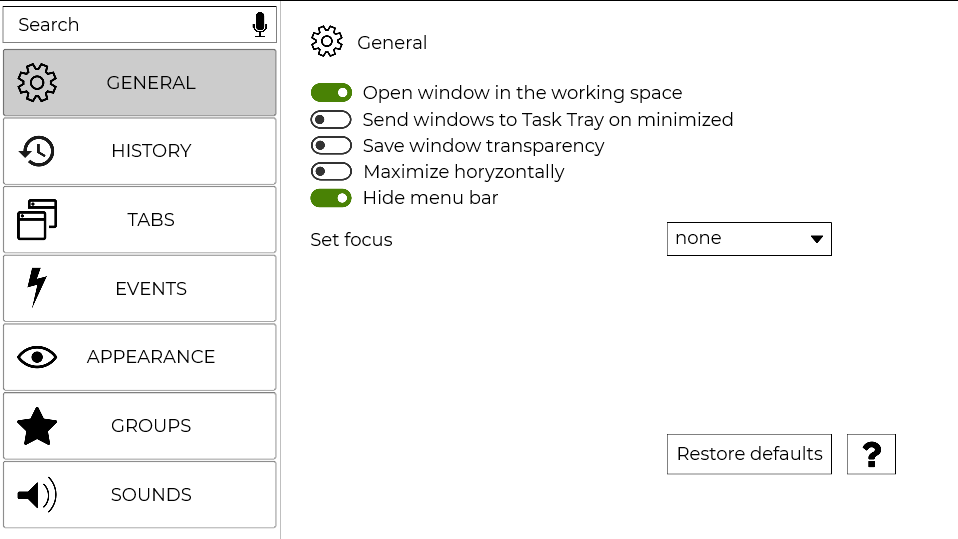 Search
GENERAL
HISTORY
TABS
EVENTS
APPEARANCE
GROUPS
SOUNDS
General
Open window in the working space
Send windows to Task Tray on minimized
Save window transparency
Maximize horyzontally
Hide menu bar
Set focus
none
Restore defaults
?